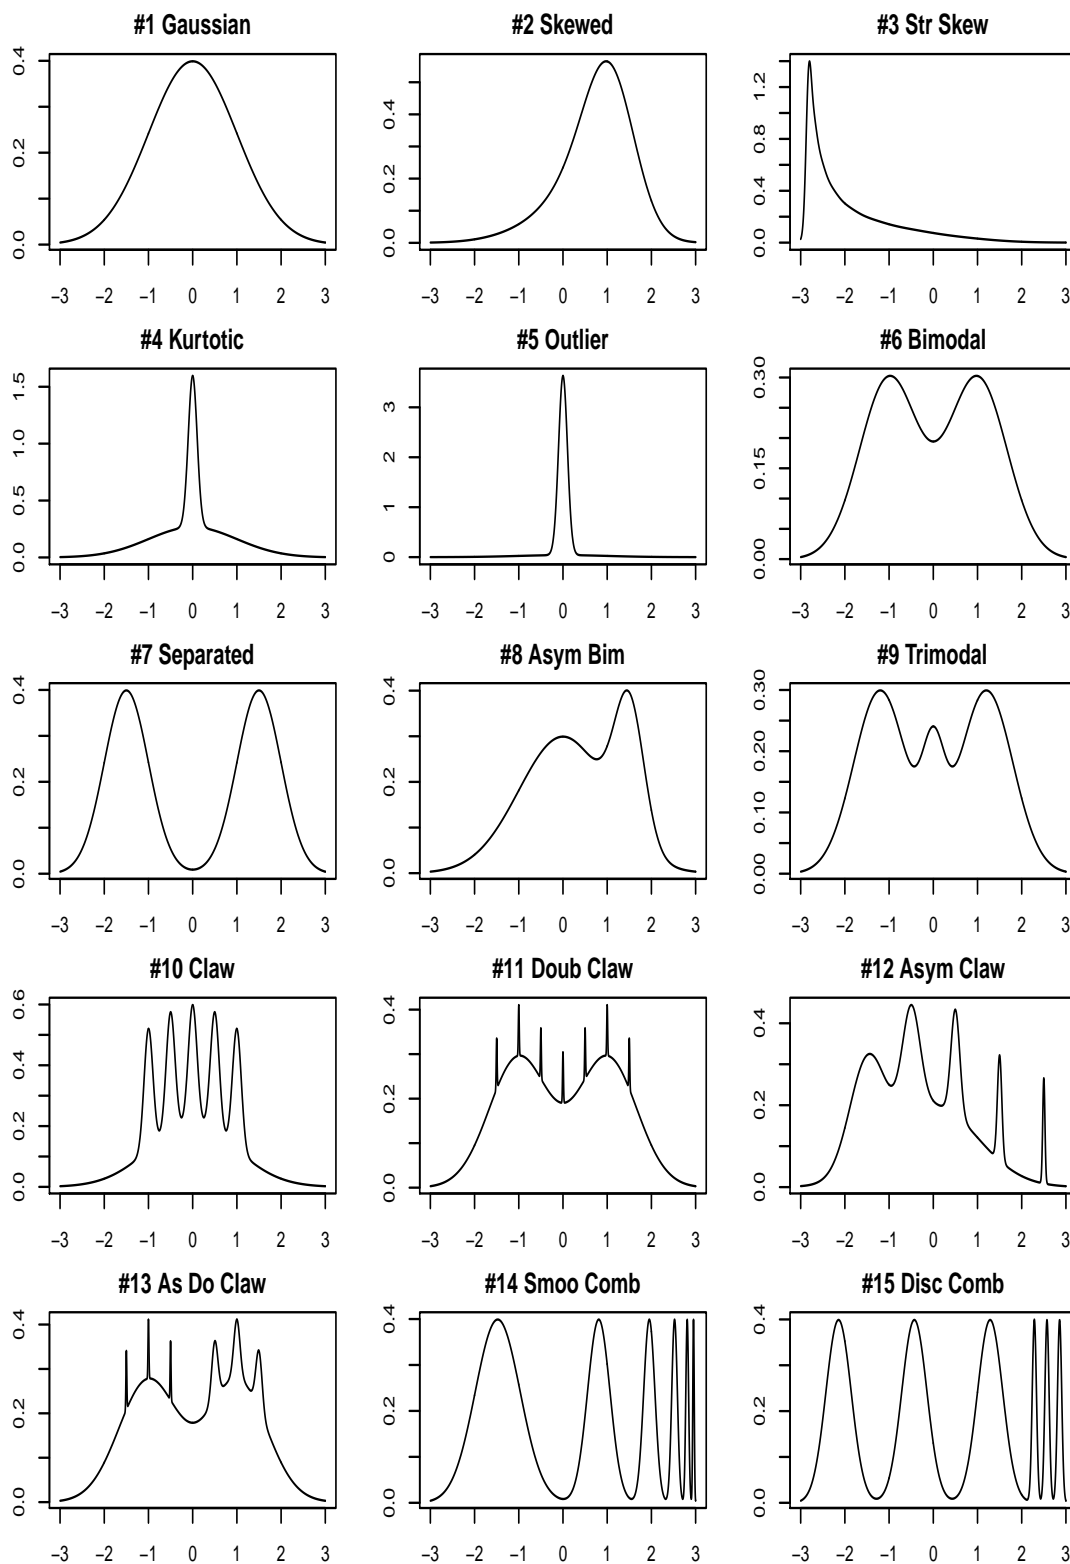 #1 Gaussian
#2 Skewed
#3 Str Skew
0.0 0.2 0.4
0.0 0.2 0.4
0.0 0.4 0.8 1.2
−3 −2 −1 0 1 2 3
−3 −2 −1 0 1 2 3
−3 −2 −1 0 1 2 3
#4 Kurtotic
#5 Outlier
#6 Bimodal
0.0 0.5 1.0 1.5
0 1 2 3
0.00 0.15 0.30
−3 −2 −1 0 1 2 3
−3 −2 −1 0 1 2 3
−3 −2 −1 0 1 2 3
#7 Separated
#8 Asym Bim
#9 Trimodal
0.0 0.2 0.4
0.0 0.2 0.4
0.00 0.10 0.20 0.30
−3 −2 −1 0 1 2 3
−3 −2 −1 0 1 2 3
−3 −2 −1 0 1 2 3
#10 Claw
#11 Doub Claw
#12 Asym Claw
0.0 0.2 0.4 0.6
0.0 0.2 0.4
0.0 0.2 0.4
−3 −2 −1 0 1 2 3
−3 −2 −1 0 1 2 3
−3 −2 −1 0 1 2 3
#13 As Do Claw
#14 Smoo Comb
#15 Disc Comb
0.0 0.2 0.4
0.0 0.2 0.4
0.0 0.2 0.4
−3 −2 −1 0 1 2 3
−3 −2 −1 0 1 2 3
−3 −2 −1 0 1 2 3